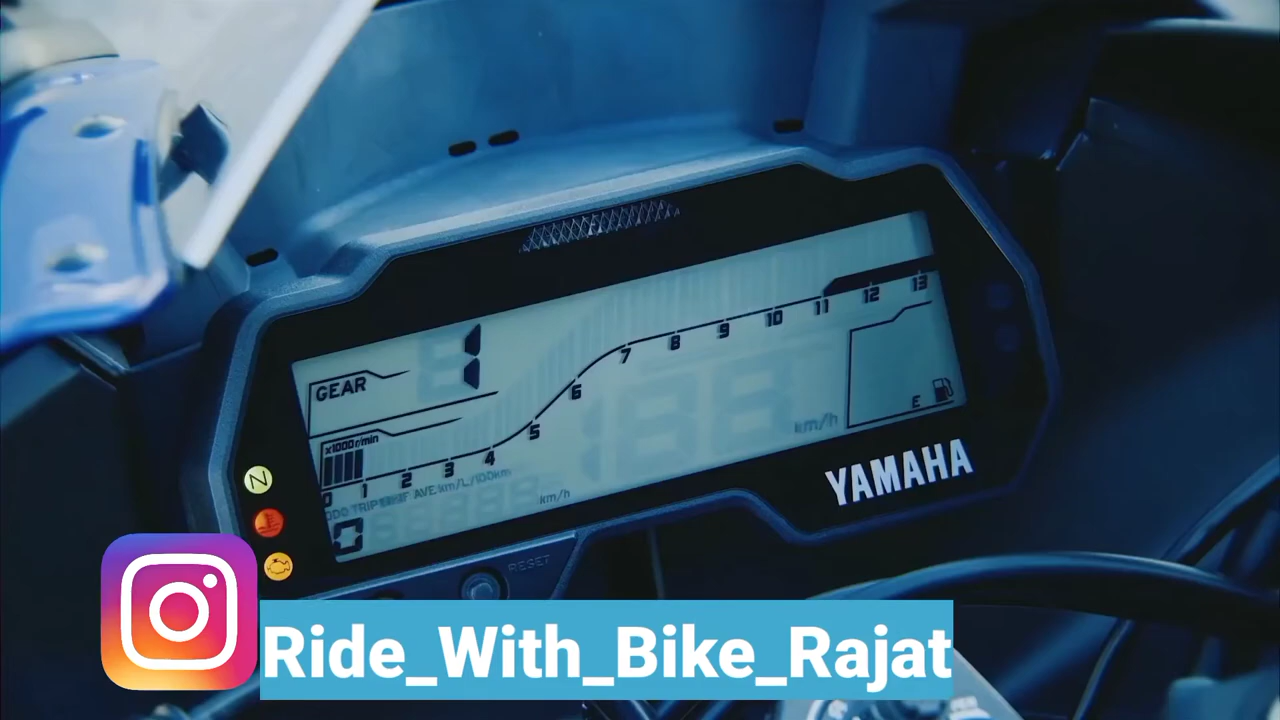 GEAR
x1000r/min
0 1 2 3 4 5 6 7 8 9 10 11 12 13
ODO TRIP AVE km/L/100km
km/h
km/h
E
N
YAMAHA
RESET
Ride_With_Bike_Rajat